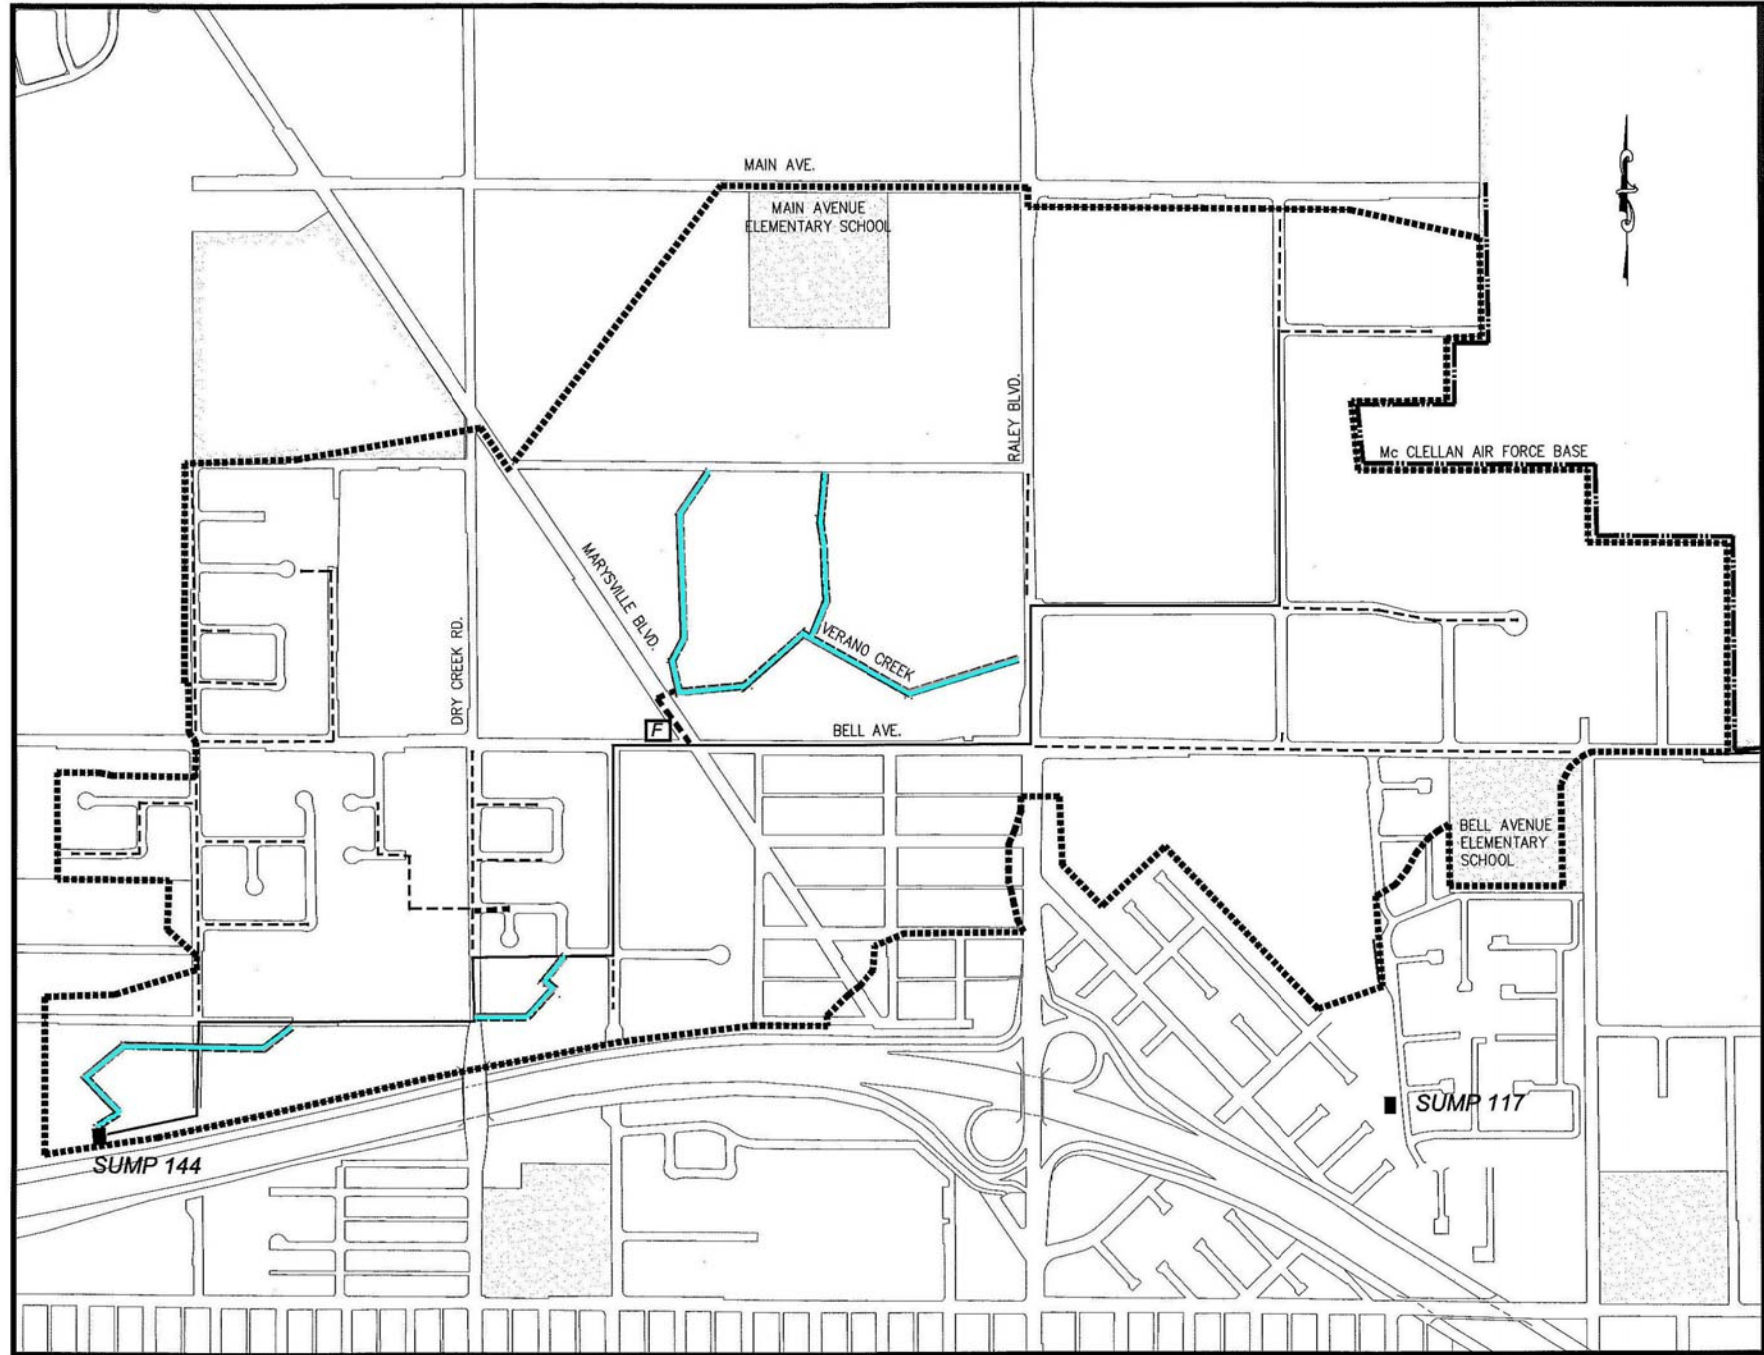 MAIN AVE.
MAIN AVENUE
ELEMENTARY SCHOOL
RALEY BLVD.
Mc CLELLAN AIR FORCE BASE
MARYSVILLE BLVD.
DRY CREEK RD.
VERANO CREEK
F
BELL AVE.
BELL AVENUE
ELEMENTARY
SCHOOL
SUMP 117
SUMP 144